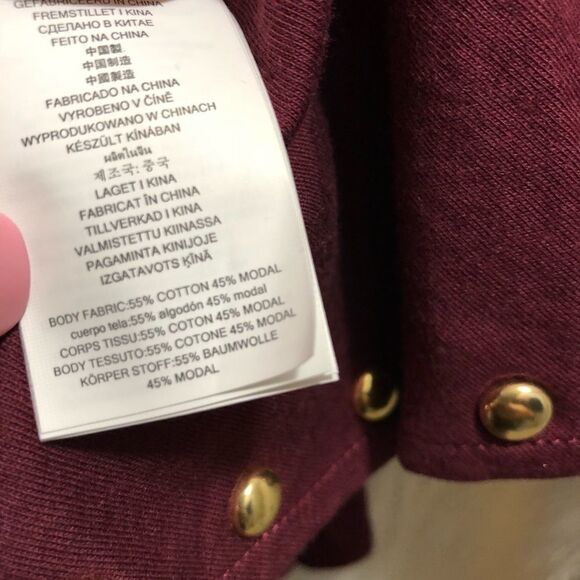 GEFABRICEERD IN CHINA
FREMSTILLET I KINA
СДЕЛАНО В КИТАЕ
FEITO NA CHINA
中国製
中国制造
中國製造
FABRICADO NA CHINA
VYROBENO V ČÍNĚ
WYPRODUKOWANO W CHINACH
KÉSZÜLT KÍNÁBAN
ผลิตในจีน
제조국: 중국
LAGET I KINA
FABRICAT ÎN CHINA
TILLVERKAD I KINA
VALMISTETTU KIINASSA
PAGAMINTA KINIJOJE
IZGATAVOTS ĶĪNĀ
BODY FABRIC:55% COTTON 45% MODAL
cuerpo tela:55% algodón 45% modal
CORPS TISSU:55% COTON 45% MODAL
BODY TESSUTO:55% COTONE 45% MODAL
KÖRPER STOFF:55% BAUMWOLLE
45% MODAL